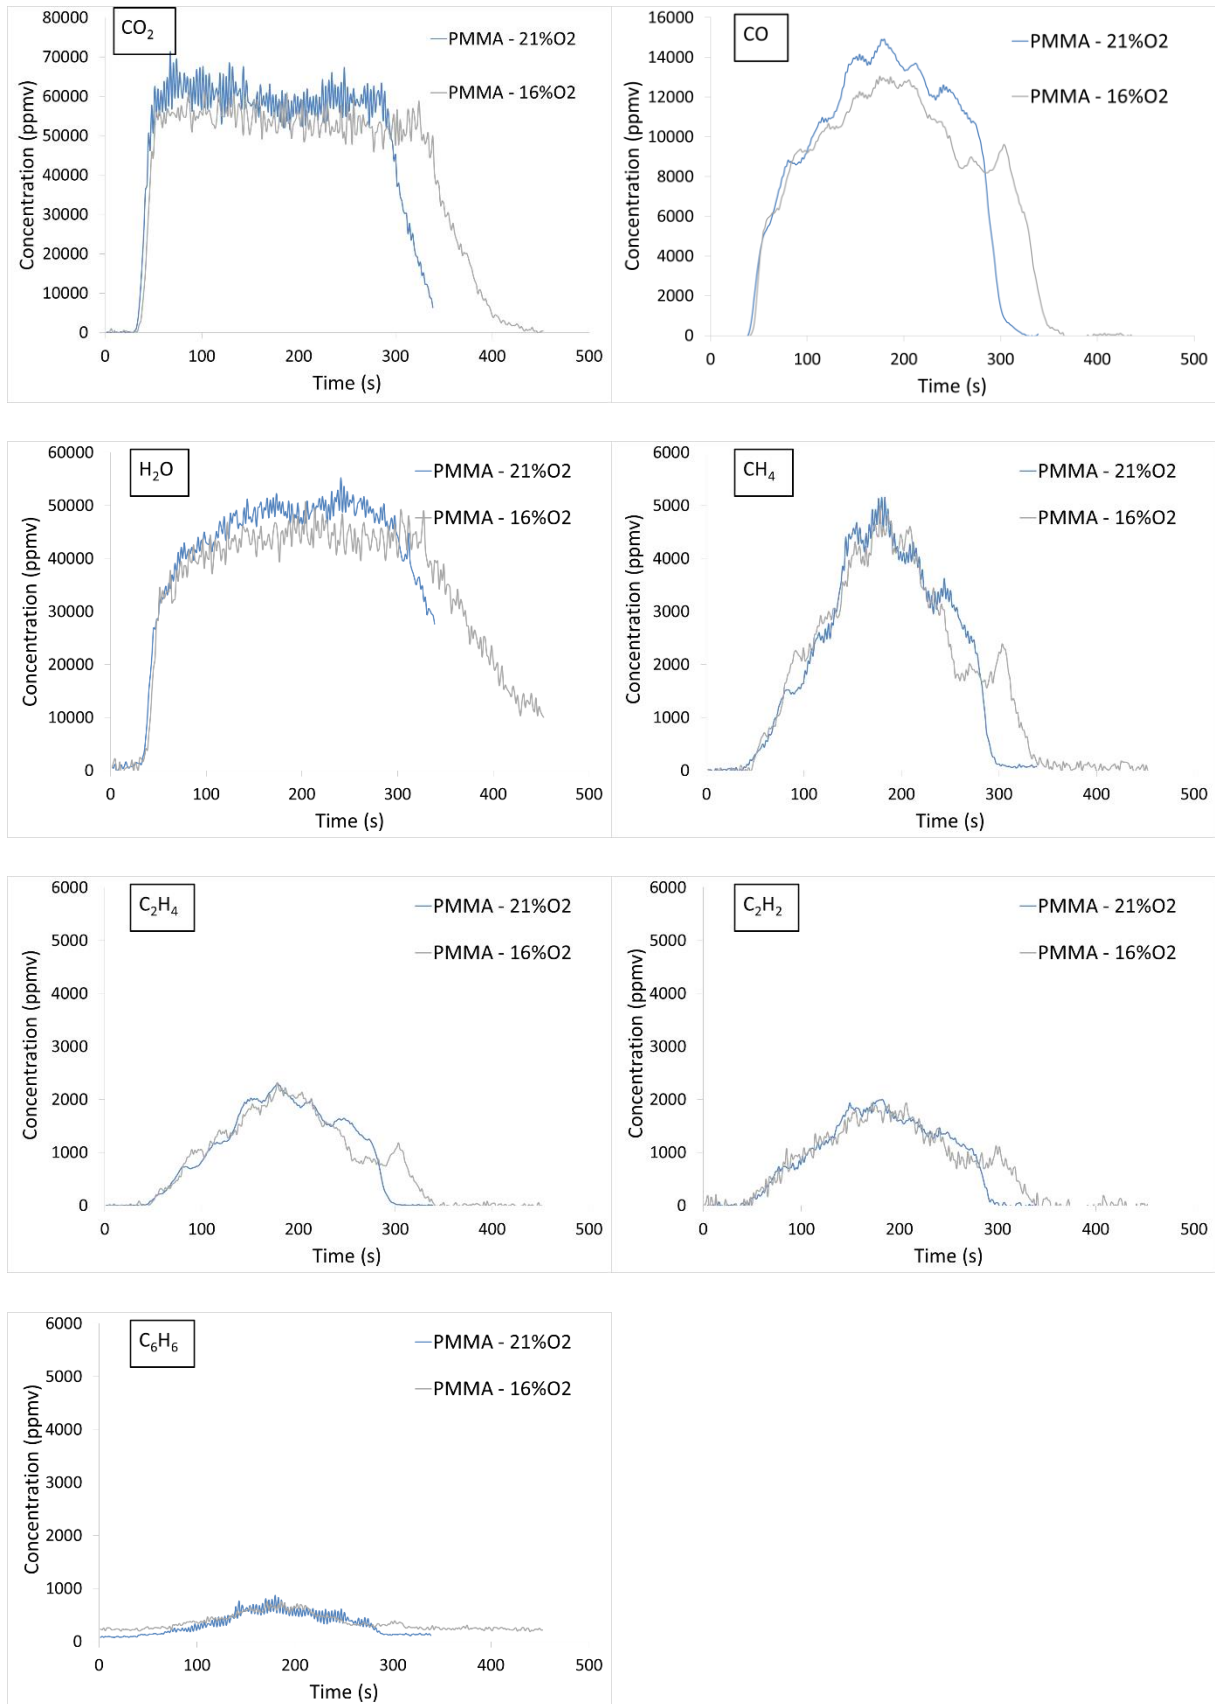 CO2
PMMA - 21%O2
PMMA - 16%O2
Concentration (ppmv)
80000
70000
60000
50000
40000
30000
20000
10000
0
0 100 200 300 400 500
Time (s)
CO
PMMA - 21%O2
PMMA - 16%O2
Concentration (ppmv)
16000
14000
12000
10000
8000
6000
4000
2000
0
0 100 200 300 400 500
Time (s)
H2O
PMMA - 21%O2
PMMA - 16%O2
Concentration (ppmv)
60000
50000
40000
30000
20000
10000
0
0 100 200 300 400 500
Time (s)
CH4
PMMA - 21%O2
PMMA - 16%O2
Concentration (ppmv)
6000
5000
4000
3000
2000
1000
0
0 100 200 300 400 500
Time (s)
C2H4
PMMA - 21%O2
PMMA - 16%O2
Concentration (ppmv)
6000
5000
4000
3000
2000
1000
0
0 100 200 300 400 500
Time (s)
C2H2
PMMA - 21%O2
PMMA - 16%O2
Concentration (ppmv)
6000
5000
4000
3000
2000
1000
0
0 100 200 300 400 500
Time (s)
C6H6
PMMA - 21%O2
PMMA - 16%O2
Concentration (ppmv)
6000
5000
4000
3000
2000
1000
0
0 100 200 300 400 500
Time (s)